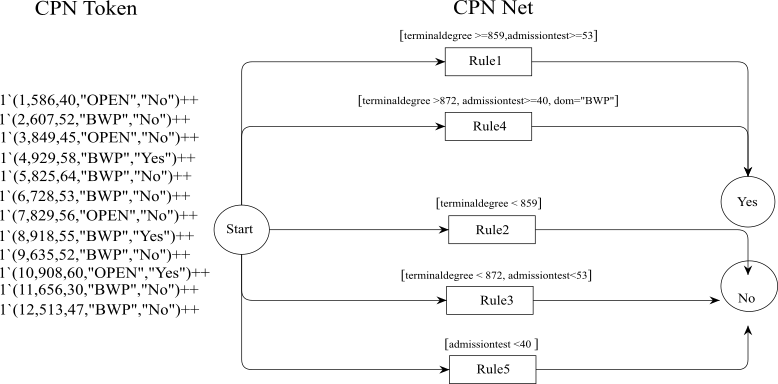 CPN Token
CPN Net
1`(1,586,40,"OPEN","No")++
1`(2,607,52,"BWP","No")++
1`(3,849,45,"OPEN","No")++
1`(4,929,58,"BWP","Yes")++
1`(5,825,64,"BWP","No")++
1`(6,728,53,"BWP","No")++
1`(7,829,56,"OPEN","No")++
1`(8,918,55,"BWP","Yes")++
1`(9,635,52,"BWP","No")++
1`(10,908,60,"OPEN","Yes")++
1`(11,656,30,"BWP","No")++
1`(12,513,47,"BWP","No")++
Start
[terminaldegree >=859,admissiontest>=53]
Rule1
[terminaldegree >872, admissiontest>=40, dom="BWP"]
Rule4
Yes
[terminaldegree < 859]
Rule2
[terminaldegree < 872, admissiontest<53]
Rule3
No
[admissiontest <40 ]
Rule5